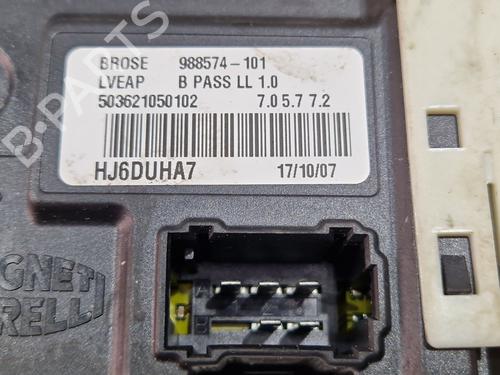 BROSE 988574-101
LVEAP B PASS LL 1.0
503621050102 7.0 5.7 7.2
HJ6DUHA7 17/10/07
GNETI
RELLI
A
B